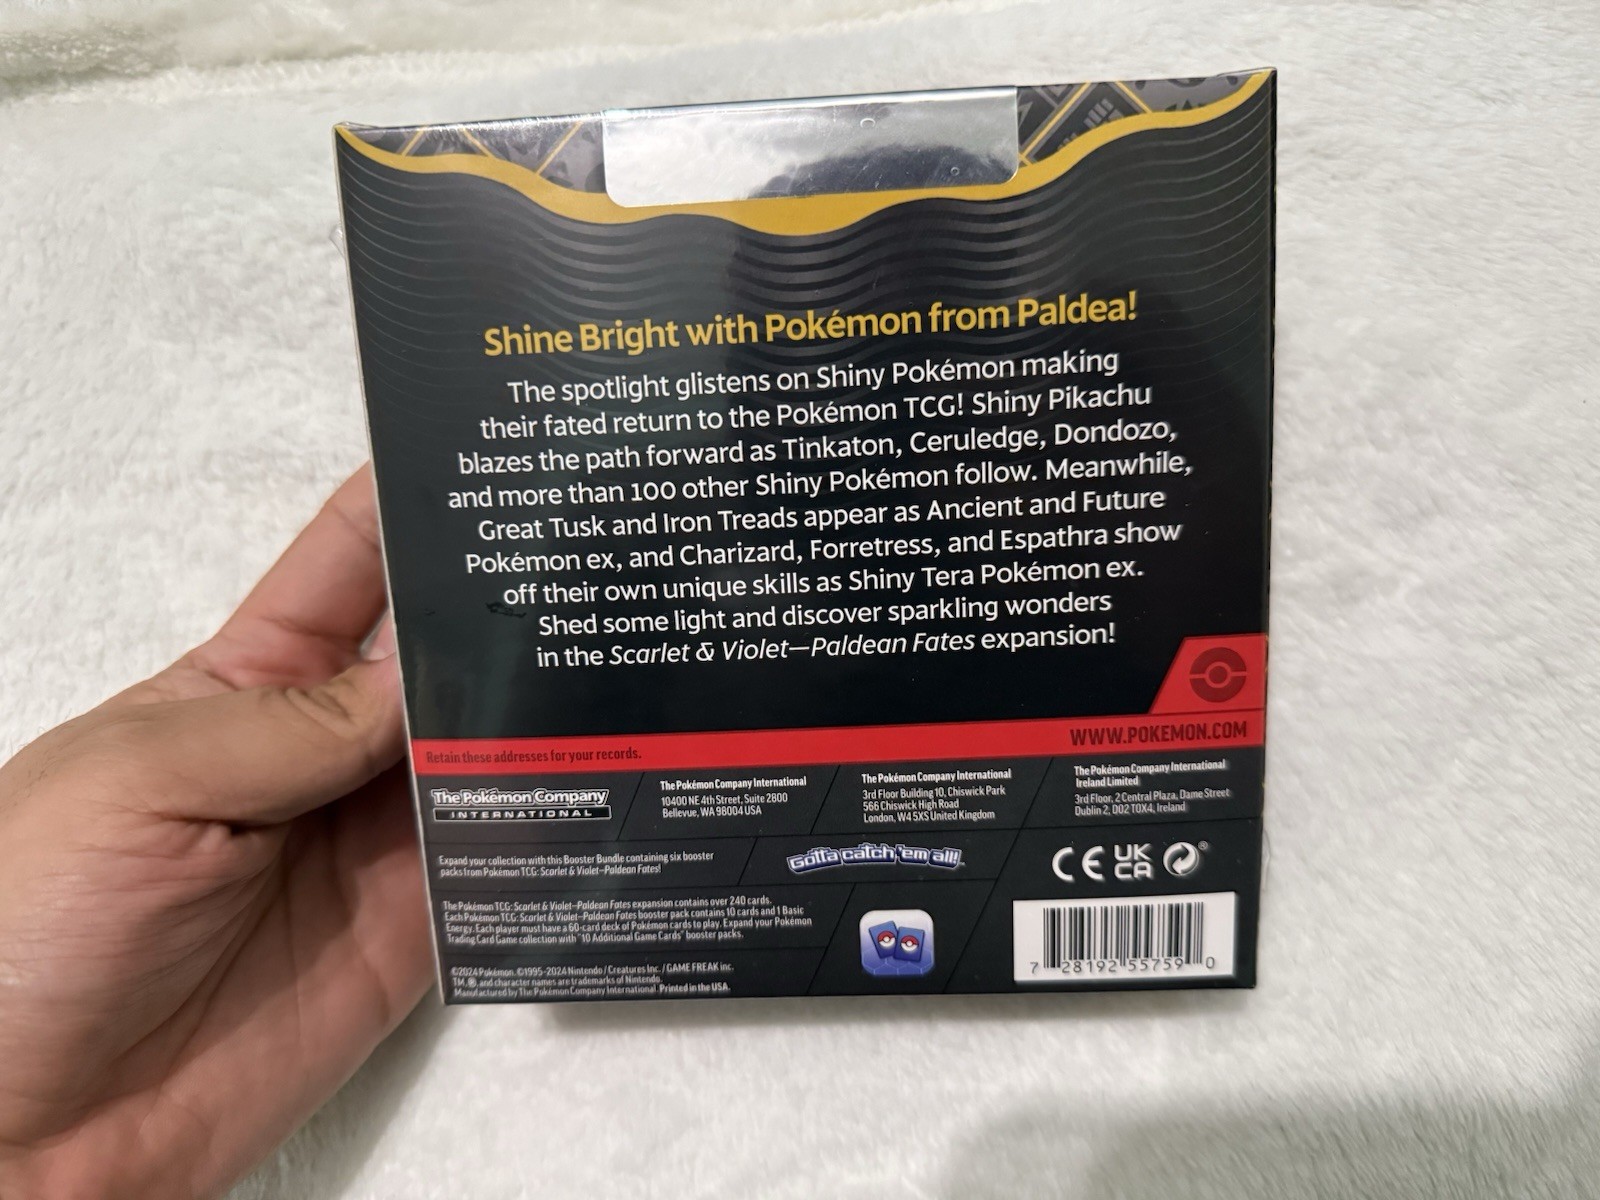 Shine Bright with Pokémon from Paldea!
The spotlight glistens on Shiny Pokémon making
their fated return to the Pokémon TCG! Shiny Pikachu
blazes the path forward as Tinkaton, Ceruledge, Dondozo,
and more than 100 other Shiny Pokémon follow. Meanwhile,
Great Tusk and Iron Treads appear as Ancient and Future
Pokémon ex, and Charizard, Forretress, and Espathra show
off their own unique skills as Shiny Tera Pokémon ex.
Shed some light and discover sparkling wonders
in the Scarlet & Violet—Paldean Fates expansion!
WWW.POKEMON.COM
Retain these addresses for your records.
The Pokémon Company
INTERNATIONAL
The Pokémon Company International
10400 NE 4th Street, Suite 2800
Bellevue, WA 98004 USA
The Pokémon Company International
3rd Floor Building 10, Chiswick Park
566 Chiswick High Road
London, W4 5XS United Kingdom
The Pokémon Company International
Ireland Limited
3rd Floor, 2 Central Plaza, Dame Street
Dublin 2, D02 T0X4, Ireland
Expand your collection with this Booster Bundle containing six booster
packs from Pokémon TCG: Scarlet & Violet—Paldean Fates!
Gotta catch 'em all!
CE UK
CA ®
The Pokémon TCG: Scarlet & Violet—Paldean Fates expansion contains over 240 cards.
Each Pokémon TCG: Scarlet & Violet—Paldean Fates booster pack contains 10 cards and 1 Basic
Energy. Each player must have a 60-card deck of Pokémon cards to play. Expand your Pokémon
Trading Card Game collection with "10 Additional Game Cards" booster packs.
©2024 Pokémon. ©1995–2024 Nintendo / Creatures Inc. / GAME FREAK inc.
TM, ®, and character names are trademarks of Nintendo.
Manufactured by The Pokémon Company International. Printed in the USA.
7 28192 55759 0